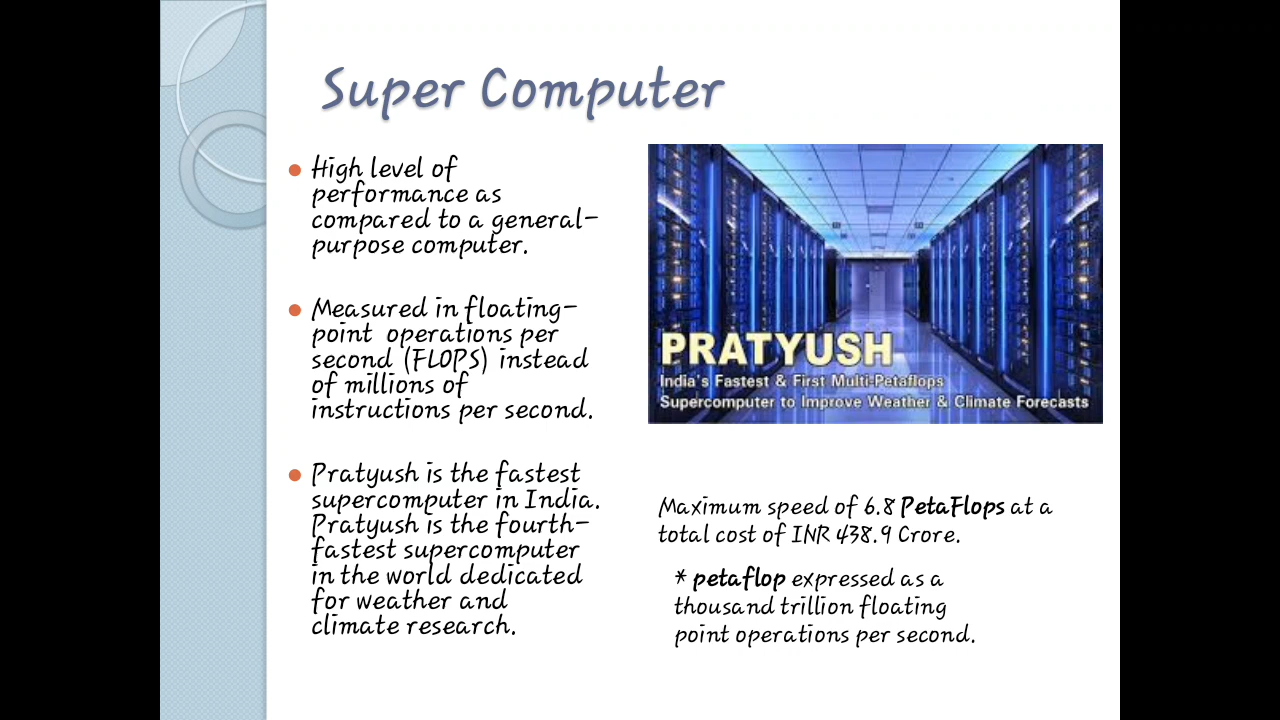 Super Computer
High level of
performance as
compared to a general-
purpose computer.
Measured in floating-
point operations per
second (FLOPS) instead
of millions of
instructions per second.
Pratyush is the fastest
supercomputer in India.
Pratyush is the fourth-
fastest supercomputer
in the world dedicated
for weather and
climate research.
PRATYUSH
India's Fastest & First Multi-Petaflops
Supercomputer to Improve Weather & Climate Forecasts
Maximum speed of 6.8 PetaFlops at a
total cost of INR 438.9 Crore.
* petaflop expressed as a
thousand trillion floating
point operations per second.